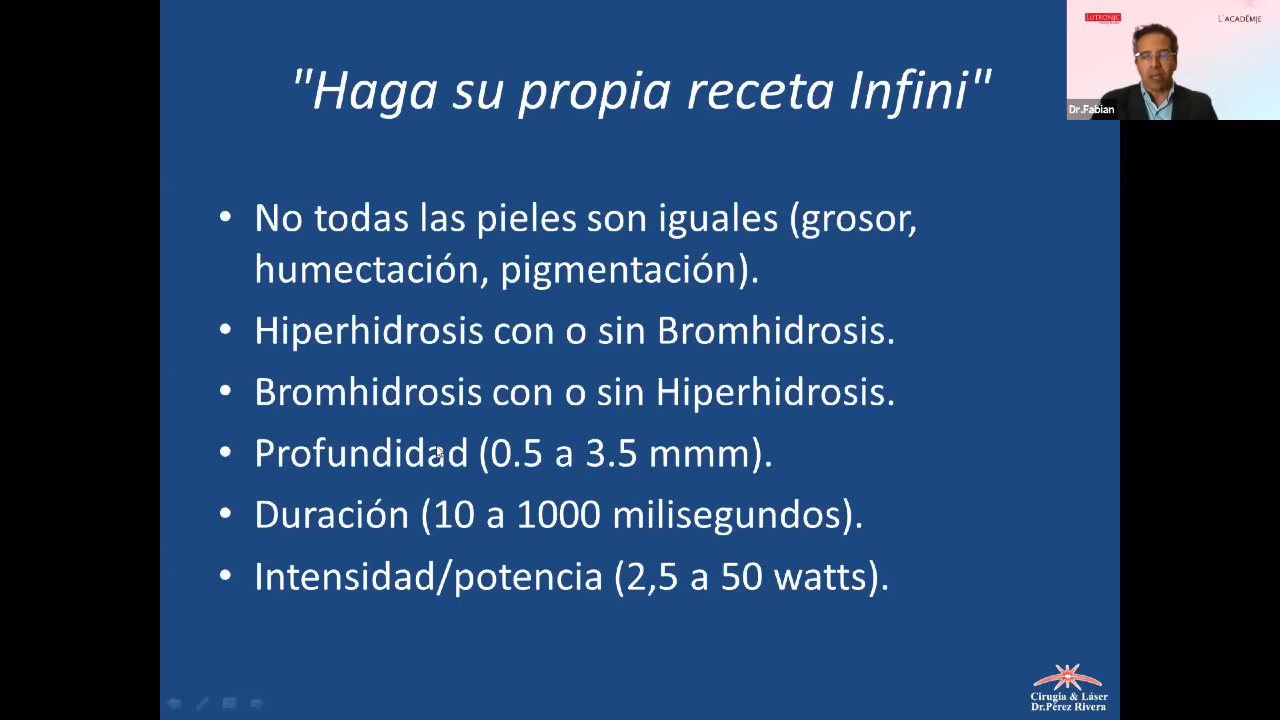 "Haga su propia receta Infini"
LUTRONIC
L'ACADÉMIE
Dr.Fabian
• No todas las pieles son iguales (grosor,
humectación, pigmentación).
• Hiperhidrosis con o sin Bromhidrosis.
• Bromhidrosis con o sin Hiperhidrosis.
• Profundidad (0.5 a 3.5 mmm).
• Duración (10 a 1000 milisegundos).
• Intensidad/potencia (2,5 a 50 watts).
Cirugía & Láser
Dr.Pérez Rivera